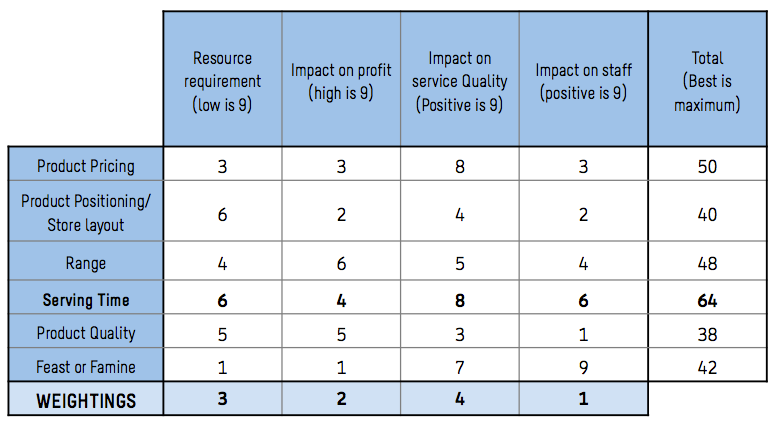 Resource
requirement
(low is 9)
Impact on profit
(high is 9)
Impact on
service Quality
(Positive is 9)
Impact on staff
(positive is 9)
Total
(Best is
maximum)
Product Pricing 3 3 8 3 50
Product Positioning/
Store layout 6 2 4 2 40
Range 4 6 5 4 48
Serving Time 6 4 8 6 64
Product Quality 5 5 3 1 38
Feast or Famine 1 1 7 9 42
WEIGHTINGS 3 2 4 1